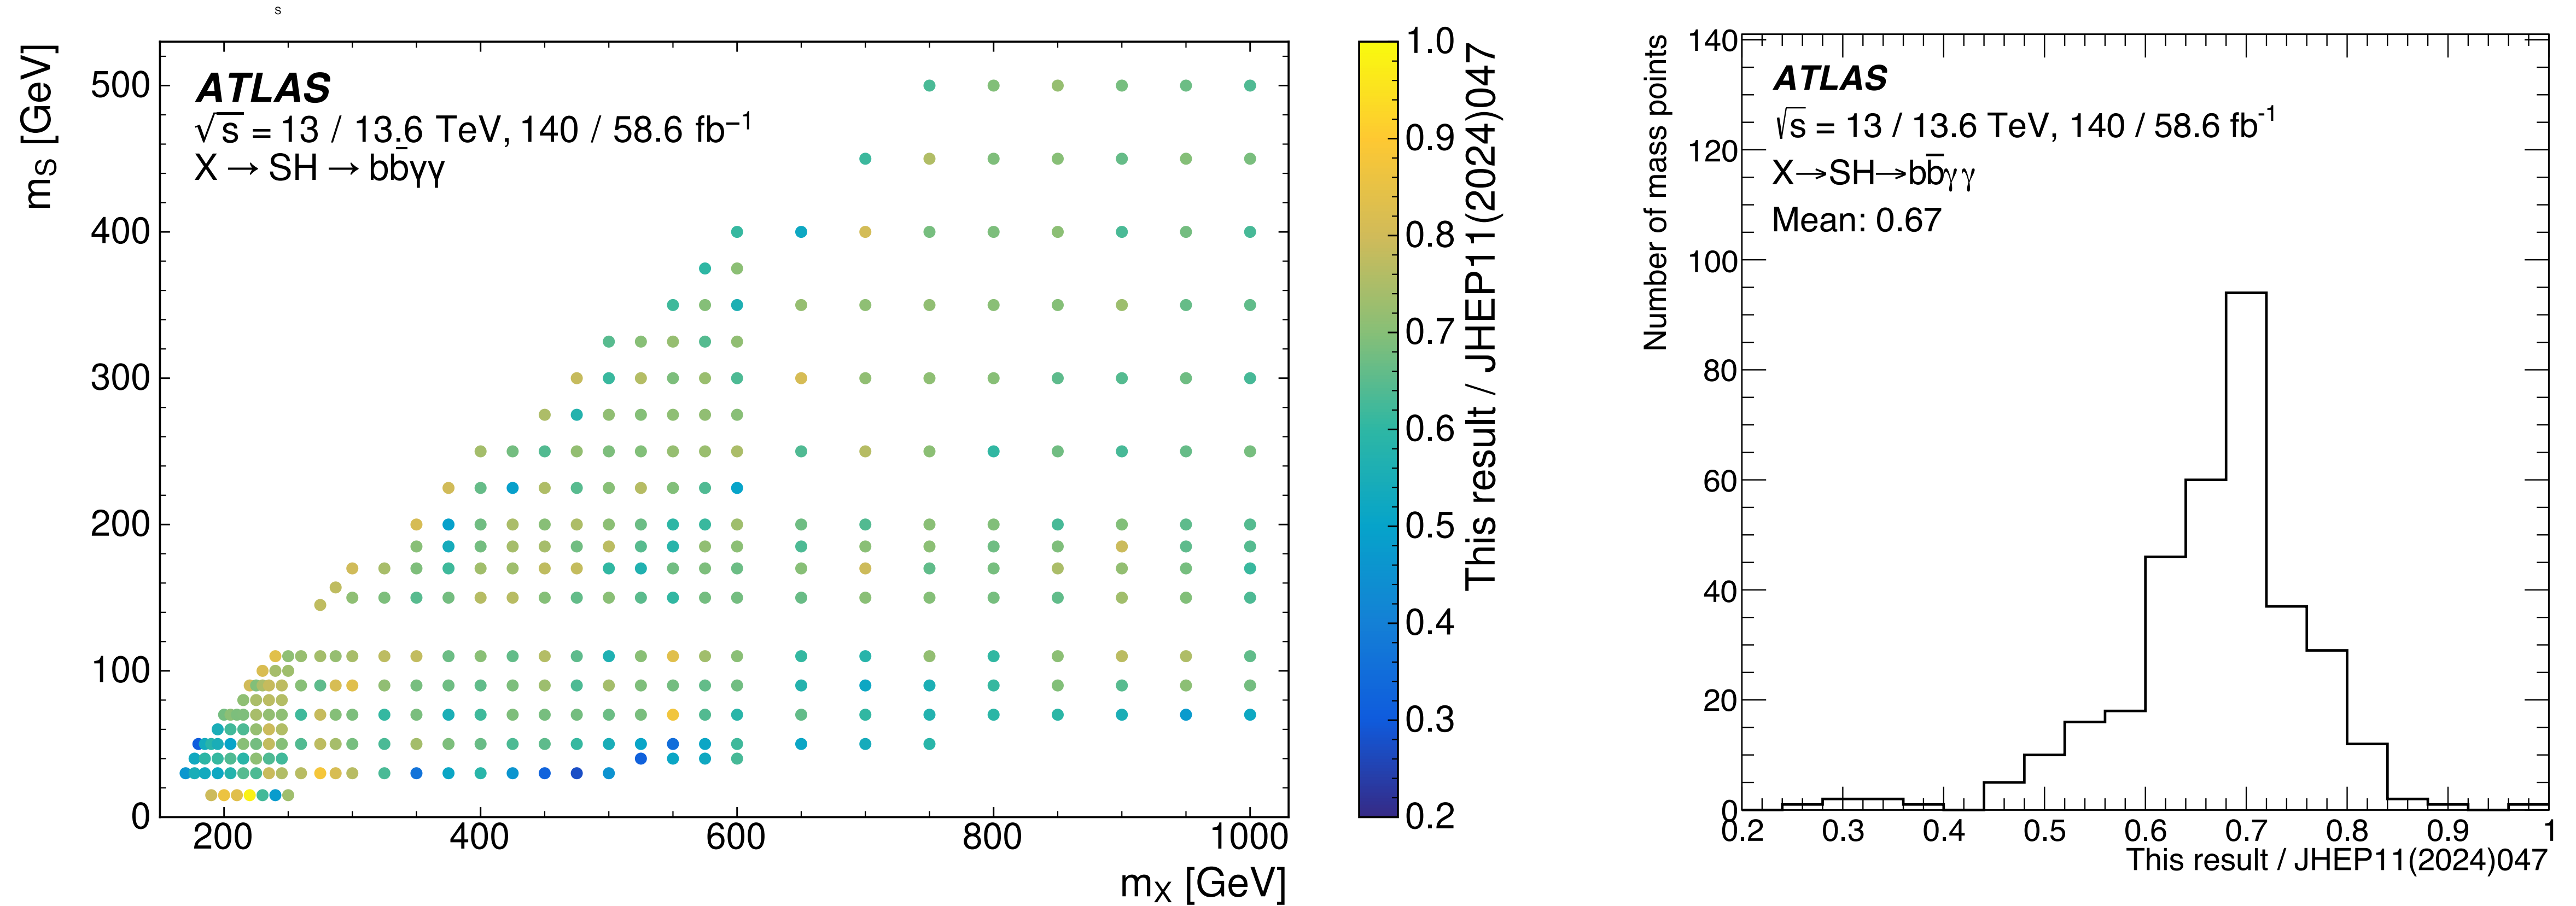 s
ATLAS
√s = 13 / 13.6 TeV, 140 / 58.6 fb⁻¹
X → SH → bb̄γγ
500
400
300
200
100
0
mS [GeV]
200 400 600 800 1000
mX [GeV]
1.0
0.9
0.8
0.7
0.6
0.5
0.4
0.3
0.2
This result / JHEP11(2024)047
Number of mass points
140
120
100
80
60
40
20
0
ATLAS
√s = 13 / 13.6 TeV, 140 / 58.6 fb-1
X→SH→bb̄γγ
Mean: 0.67
0.2 0.3 0.4 0.5 0.6 0.7 0.8 0.9 1
This result / JHEP11(2024)047